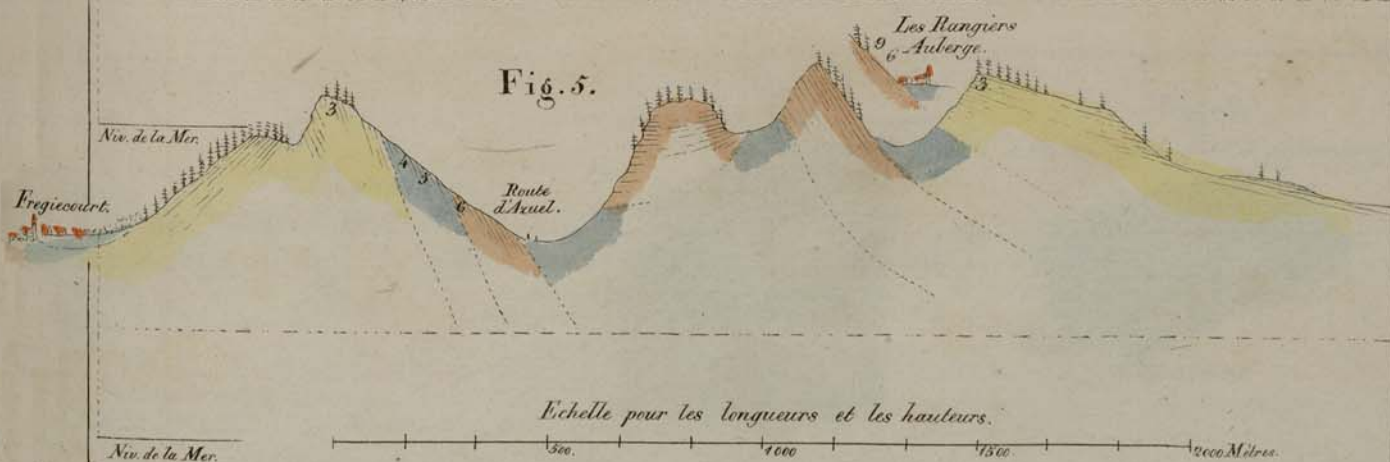 Les Rangiers
Auberge.
9
6
Fig. 5.
3
3
Niv. de la Mer.
4
5
Route
d'Azuel.
Fregiecourt.
6
Echelle pour les longueurs et les hauteurs.
Niv. de la Mer.
500.
1000
1500
2000 Mètres.